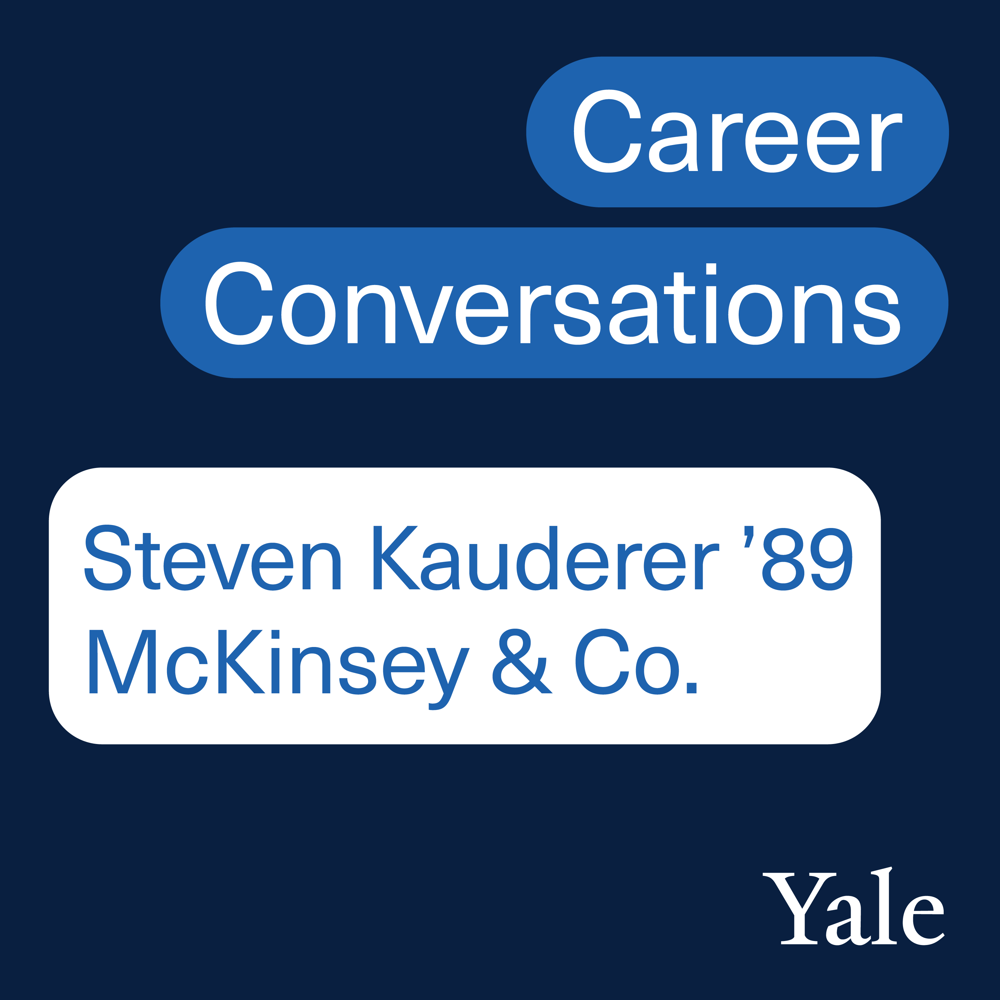 Career
Conversations
Steven Kauderer ’89
McKinsey & Co.
Yale